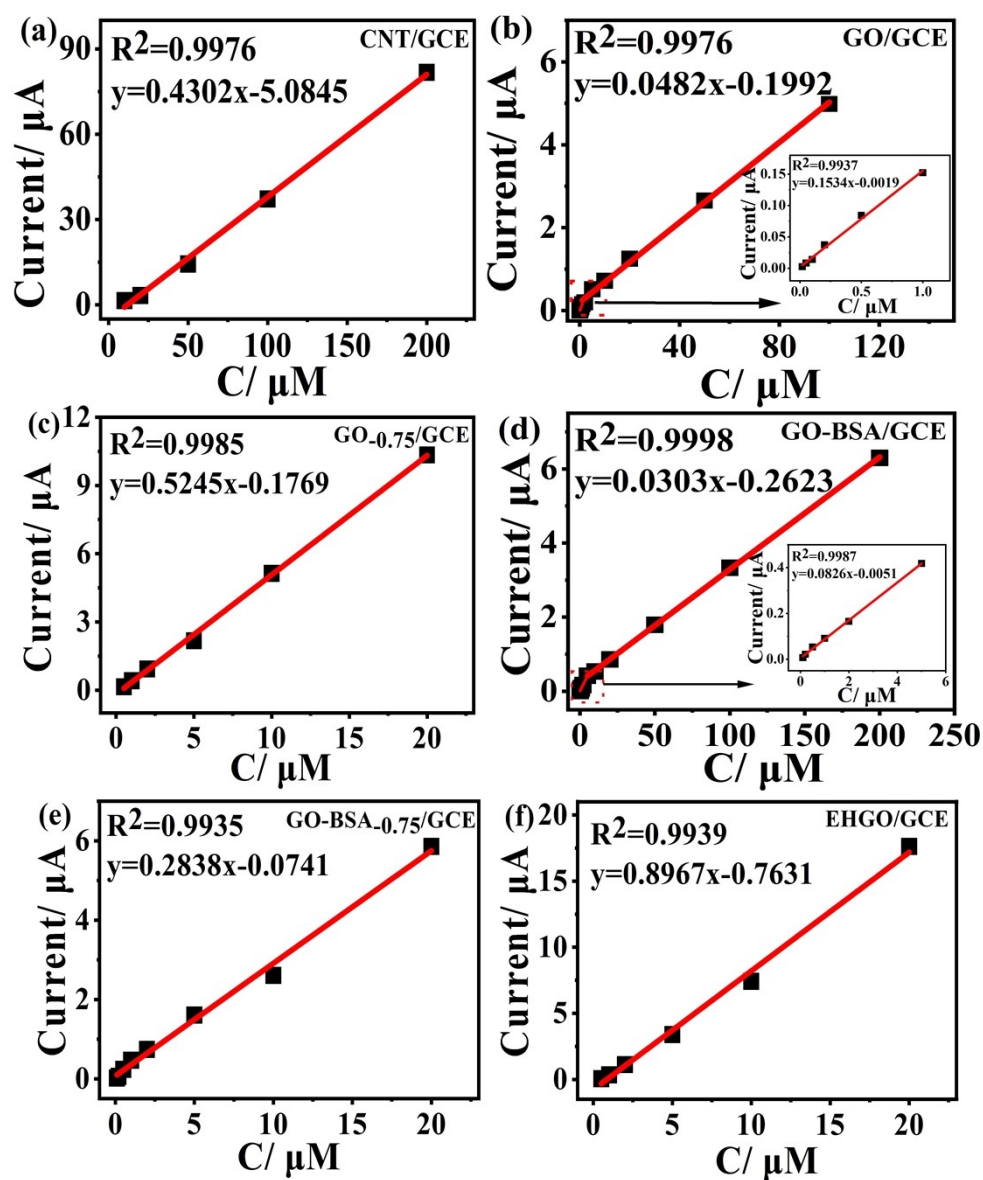 (a)
R²=0.9976
CNT/GCE
y=0.4302x-5.0845
Current/ μA
90
60
30
0
0 50 100 150 200
C/ μM
(b)
R²=0.9976
GO/GCE
y=0.0482x-0.1992
Current/ μA
6
4
2
0
0 40 80 120
C/ μM
R²=0.9937
y=0.1534x-0.0019
Current/ μA
0.15
0.10
0.05
0.00
0.0 0.5 1.0
C/ μM
(c)
R²=0.9985
GO-0.75/GCE
y=0.5245x-0.1769
Current/ μA
12
9
6
3
0
0 5 10 15 20
C/ μM
(d)
R²=0.9998
GO-BSA/GCE
y=0.0303x-0.2623
Current/ μA
6
4
2
0
0 50 100 150 200 250
C/ μM
R²=0.9987
y=0.0826x-0.0051
Current/ μA
0.4
0.2
0.0
0 2 4 6
C/ μM
(e)
R²=0.9935
GO-BSA-0.75/GCE
y=0.2838x-0.0741
Current/ μA
6
4
2
0
0 5 10 15 20
C/ μM
(f)
R²=0.9939
EHGO/GCE
y=0.8967x-0.7631
Current/ μA
20
17.5
15
12.5
10
7.5
5
2.5
0
0 5 10 15 20
C/ μM